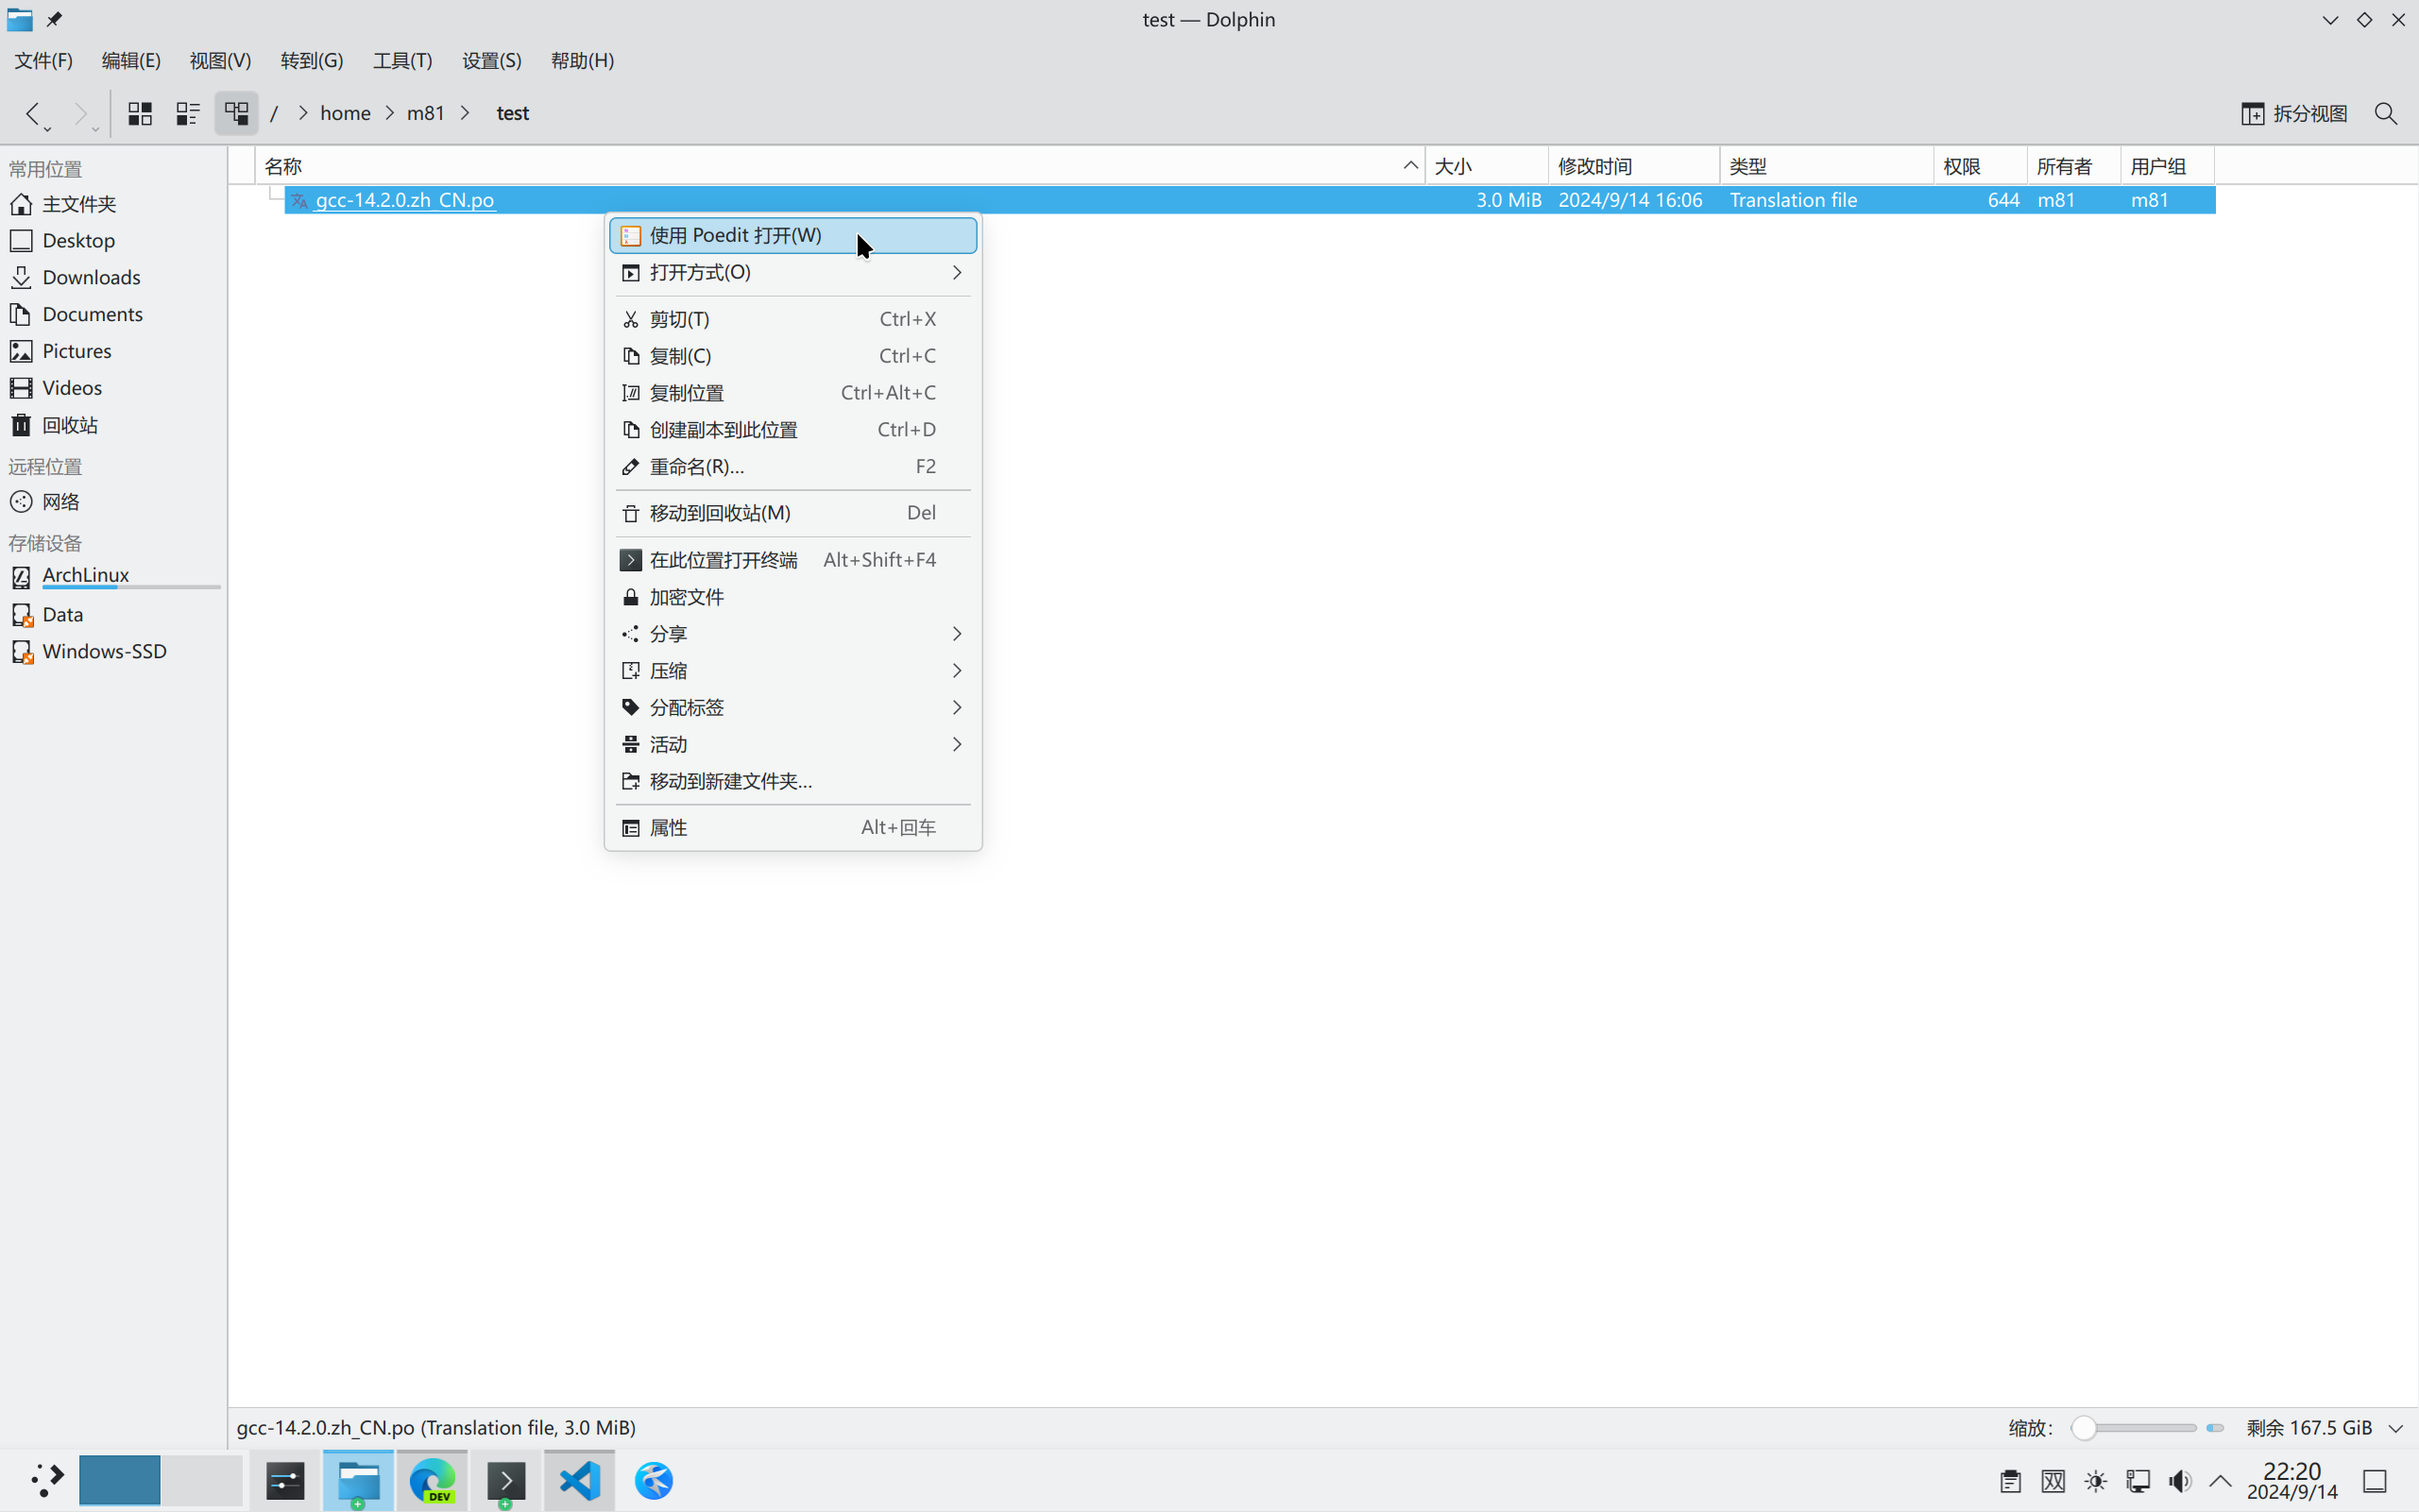 test — Dolphin
文件(F) 编辑(E) 视图(V) 转到(G) 工具(T) 设置(S) 帮助(H)
/ > home > m81 > test 拆分视图
常用位置
主文件夹
Desktop
Downloads
Documents
Pictures
Videos
回收站
远程位置
网络
存储设备
ArchLinux
Data
Windows-SSD
名称 大小 修改时间 类型 权限 所有者 用户组
gcc-14.2.0.zh_CN.po 3.0 MiB 2024/9/14 16:06 Translation file 644 m81 m81
使用 Poedit 打开(W)
打开方式(O)
剪切(T) Ctrl+X
复制(C) Ctrl+C
复制位置 Ctrl+Alt+C
创建副本到此位置 Ctrl+D
重命名(R)... F2
移动到回收站(M) Del
在此位置打开终端 Alt+Shift+F4
加密文件
分享
压缩
分配标签
活动
移动到新建文件夹...
属性 Alt+回车
gcc-14.2.0.zh_CN.po (Translation file, 3.0 MiB) 缩放： 剩余 167.5 GiB
DEV
双
22:20
2024/9/14